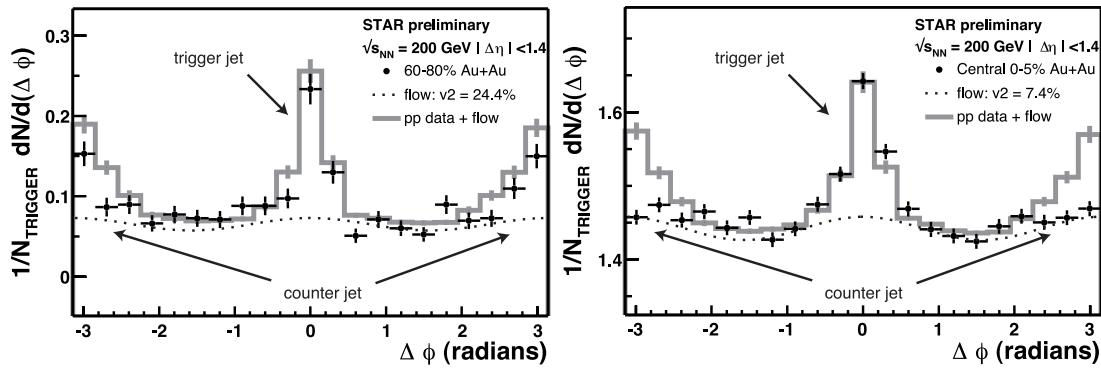 STAR preliminary
√sNN = 200 GeV | Δη | <1.4
60-80% Au+Au
flow: v2 = 24.4%
pp data + flow
trigger jet
counter jet
1/NTRIGGER dN/d(Δ ϕ)
0.3
0.2
0.1
0
-3 -2 -1 0 1 2 3
Δ ϕ (radians)
STAR preliminary
√sNN = 200 GeV | Δη | <1.4
Central 0-5% Au+Au
flow: v2 = 7.4%
pp data + flow
trigger jet
counter jet
1/NTRIGGER dN/d(Δ ϕ)
1.6
1.4
-3 -2 -1 0 1 2 3
Δ ϕ (radians)